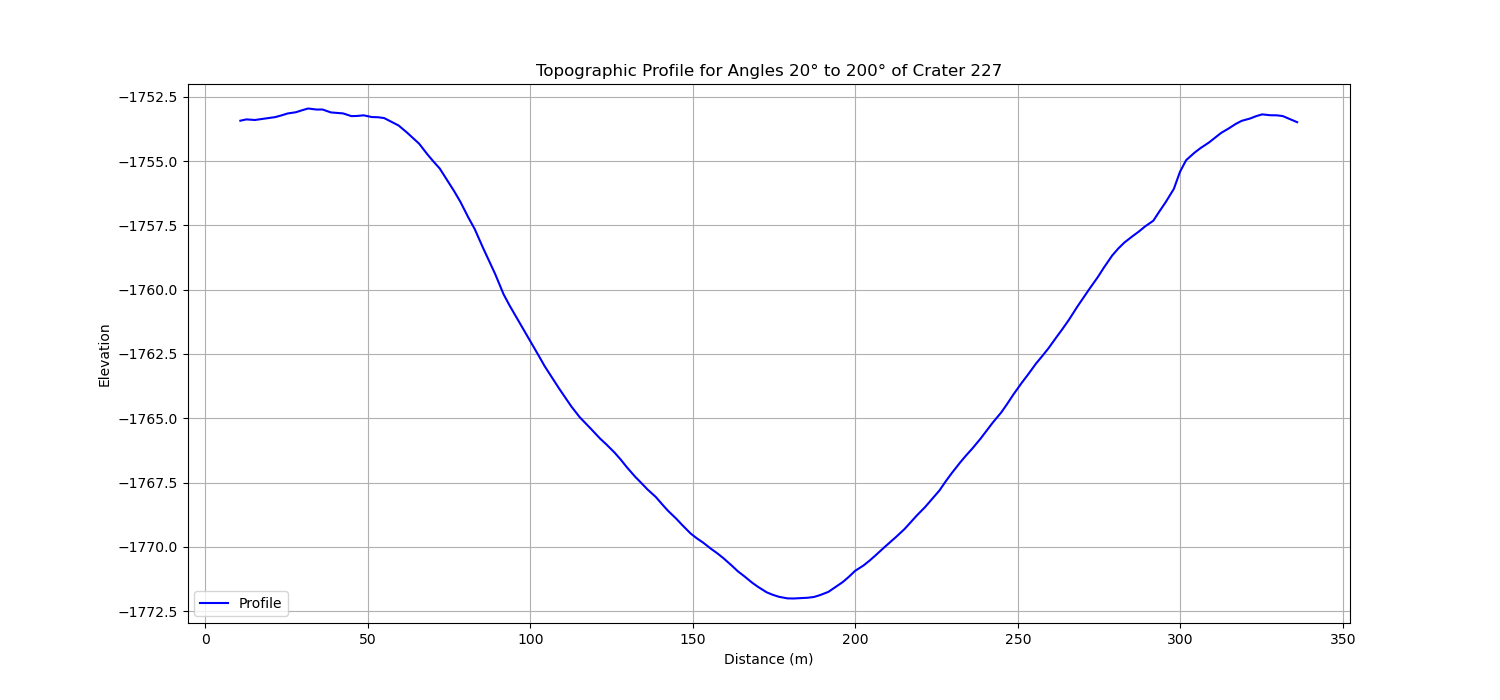 Topographic Profile for Angles 20° to 200° of Crater 227
−1752.5
−1755.0
−1757.5
−1760.0
−1762.5
−1765.0
−1767.5
−1770.0
−1772.5
Elevation
Profile
0 50 100 150 200 250 300 350
Distance (m)